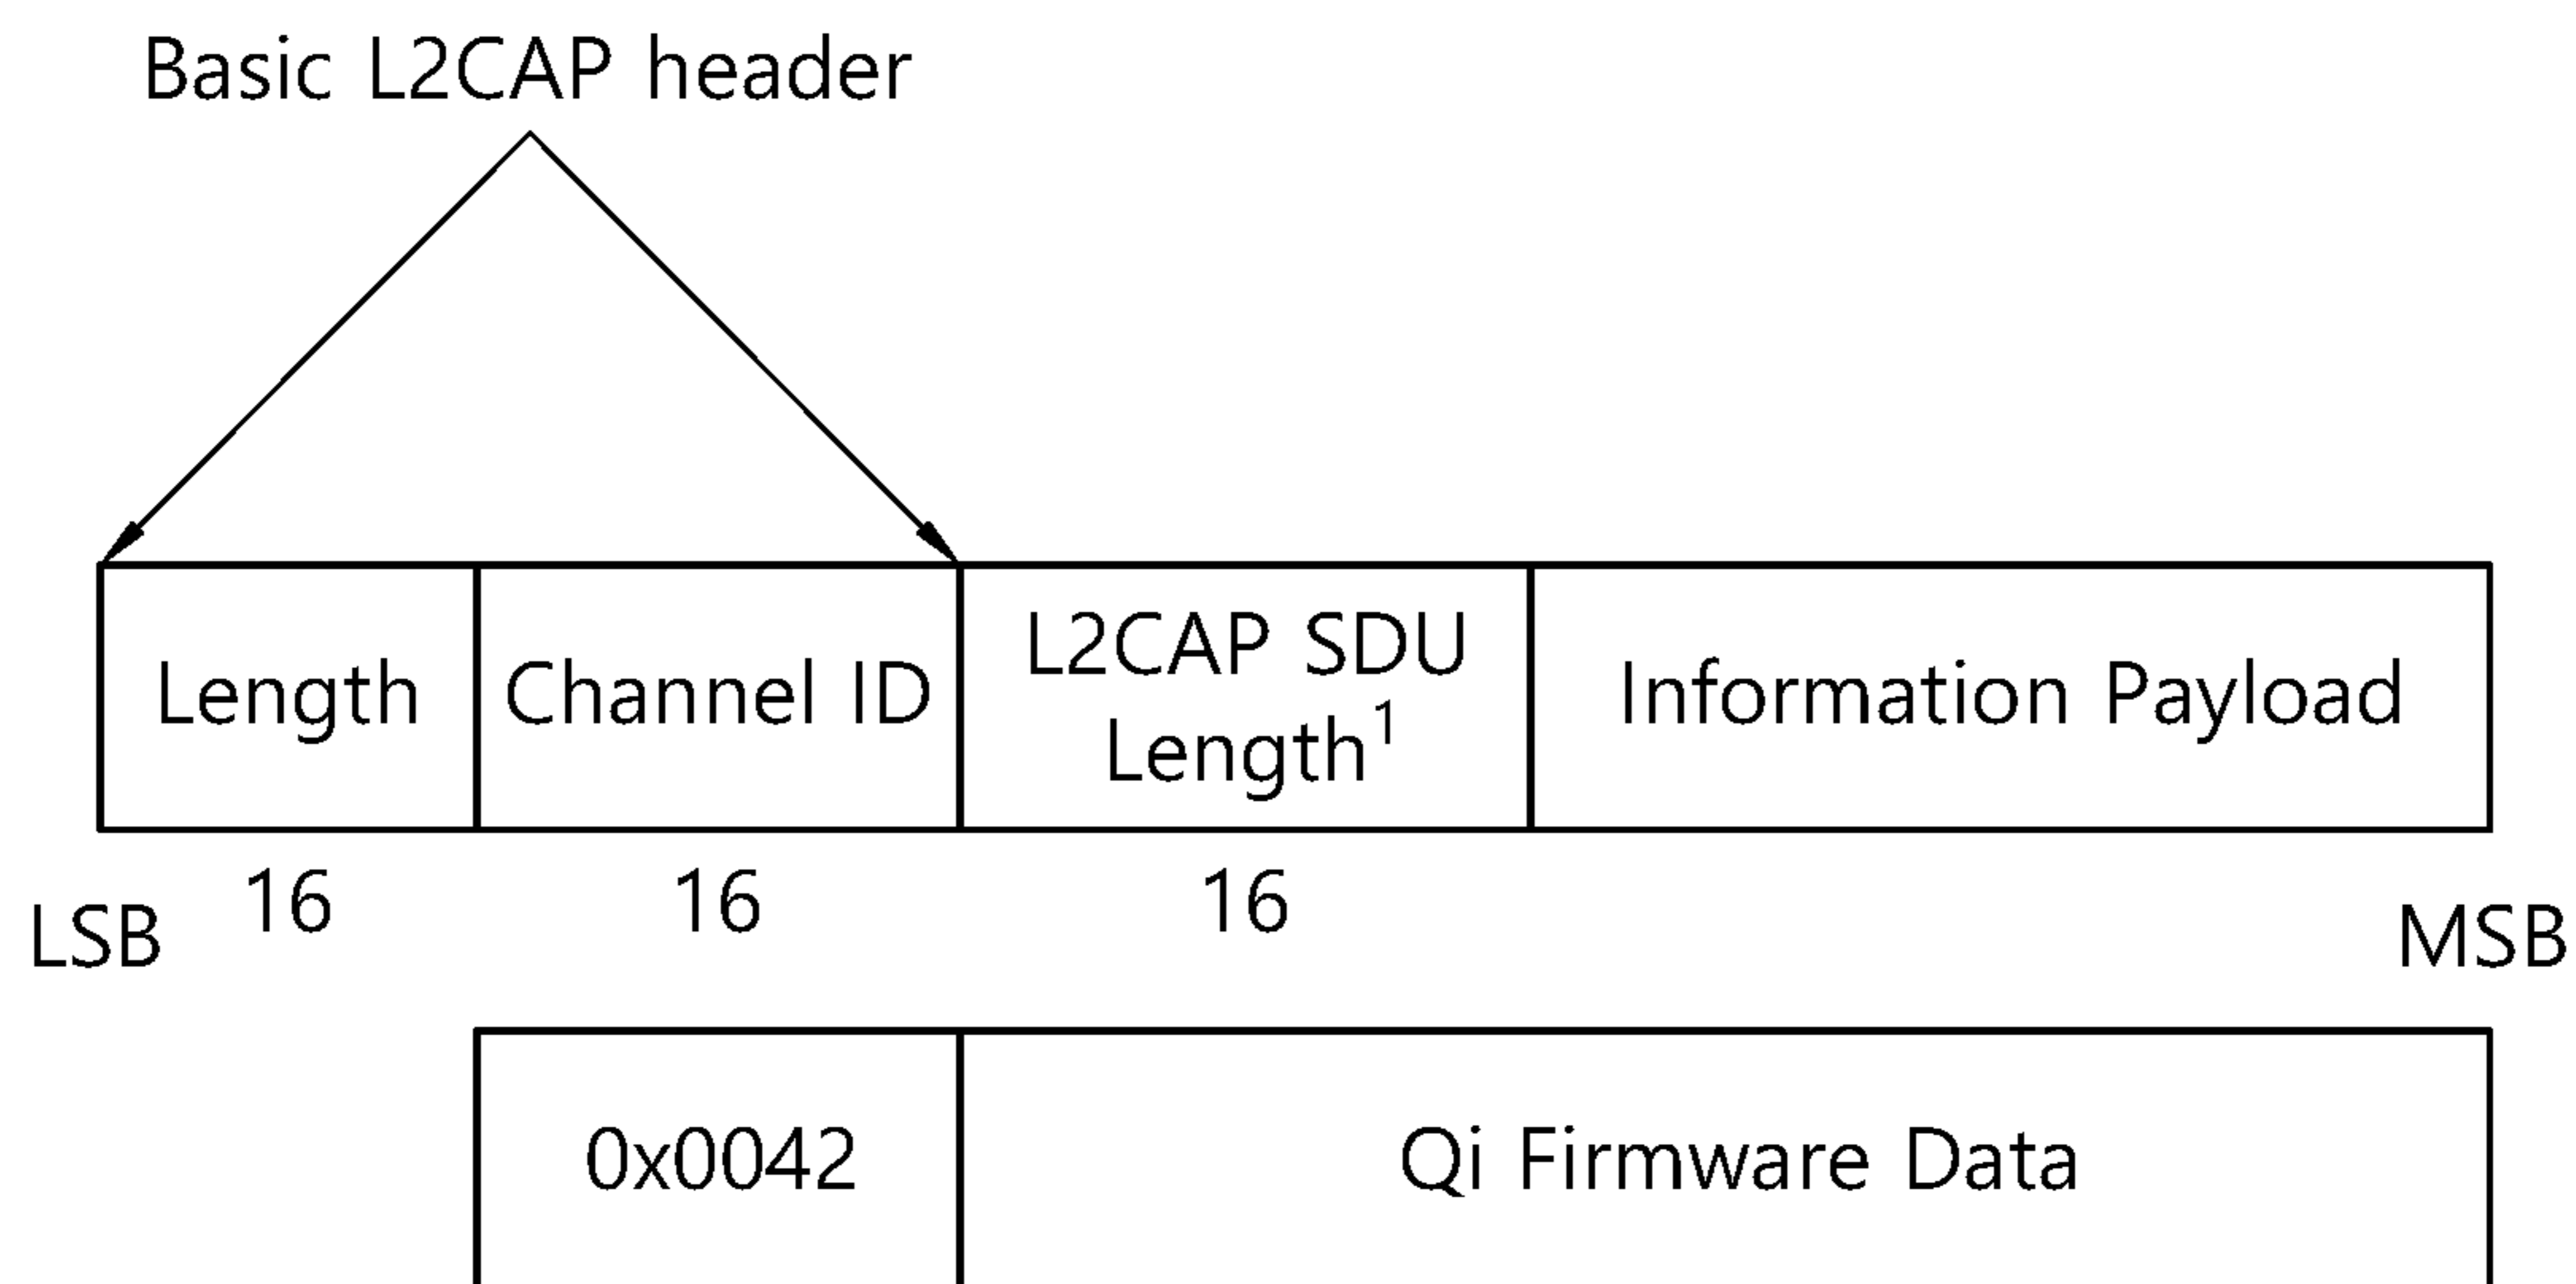 Basic L2CAP header
Length Channel ID L2CAP SDU Length¹ Information Payload
LSB 16 16 16 MSB
0x0042 Qi Firmware Data